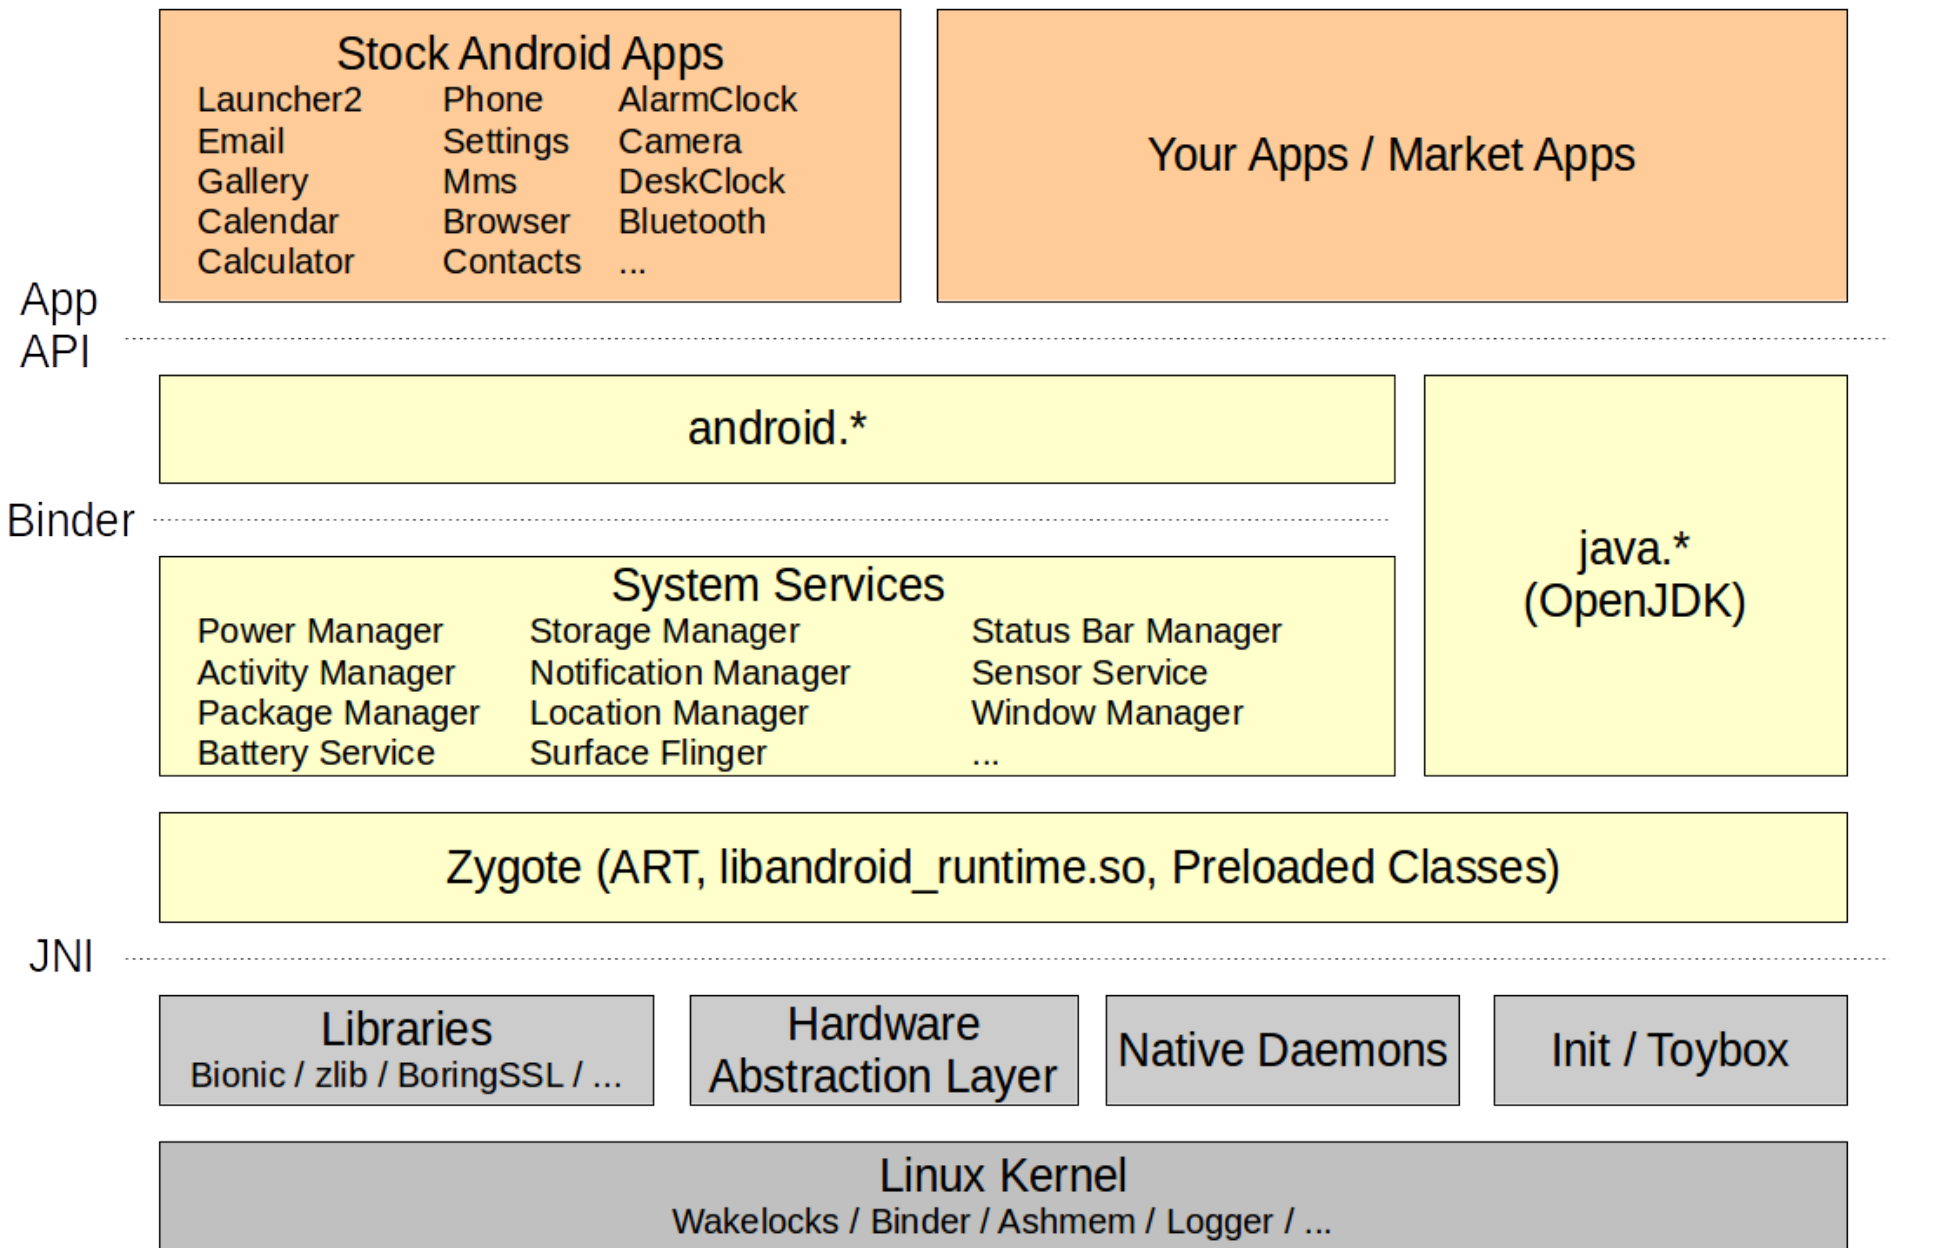 Stock Android Apps
Launcher2 Phone AlarmClock
Email Settings Camera
Gallery Mms DeskClock
Calendar Browser Bluetooth
Calculator Contacts ...
Your Apps / Market Apps
App
API
android.*
Binder
System Services
Power Manager Storage Manager Status Bar Manager
Activity Manager Notification Manager Sensor Service
Package Manager Location Manager Window Manager
Battery Service Surface Flinger ...
java.*
(OpenJDK)
Zygote (ART, libandroid_runtime.so, Preloaded Classes)
JNI
Libraries
Bionic / zlib / BoringSSL / ...
Hardware
Abstraction Layer
Native Daemons
Init / Toybox
Linux Kernel
Wakelocks / Binder / Ashmem / Logger / ...